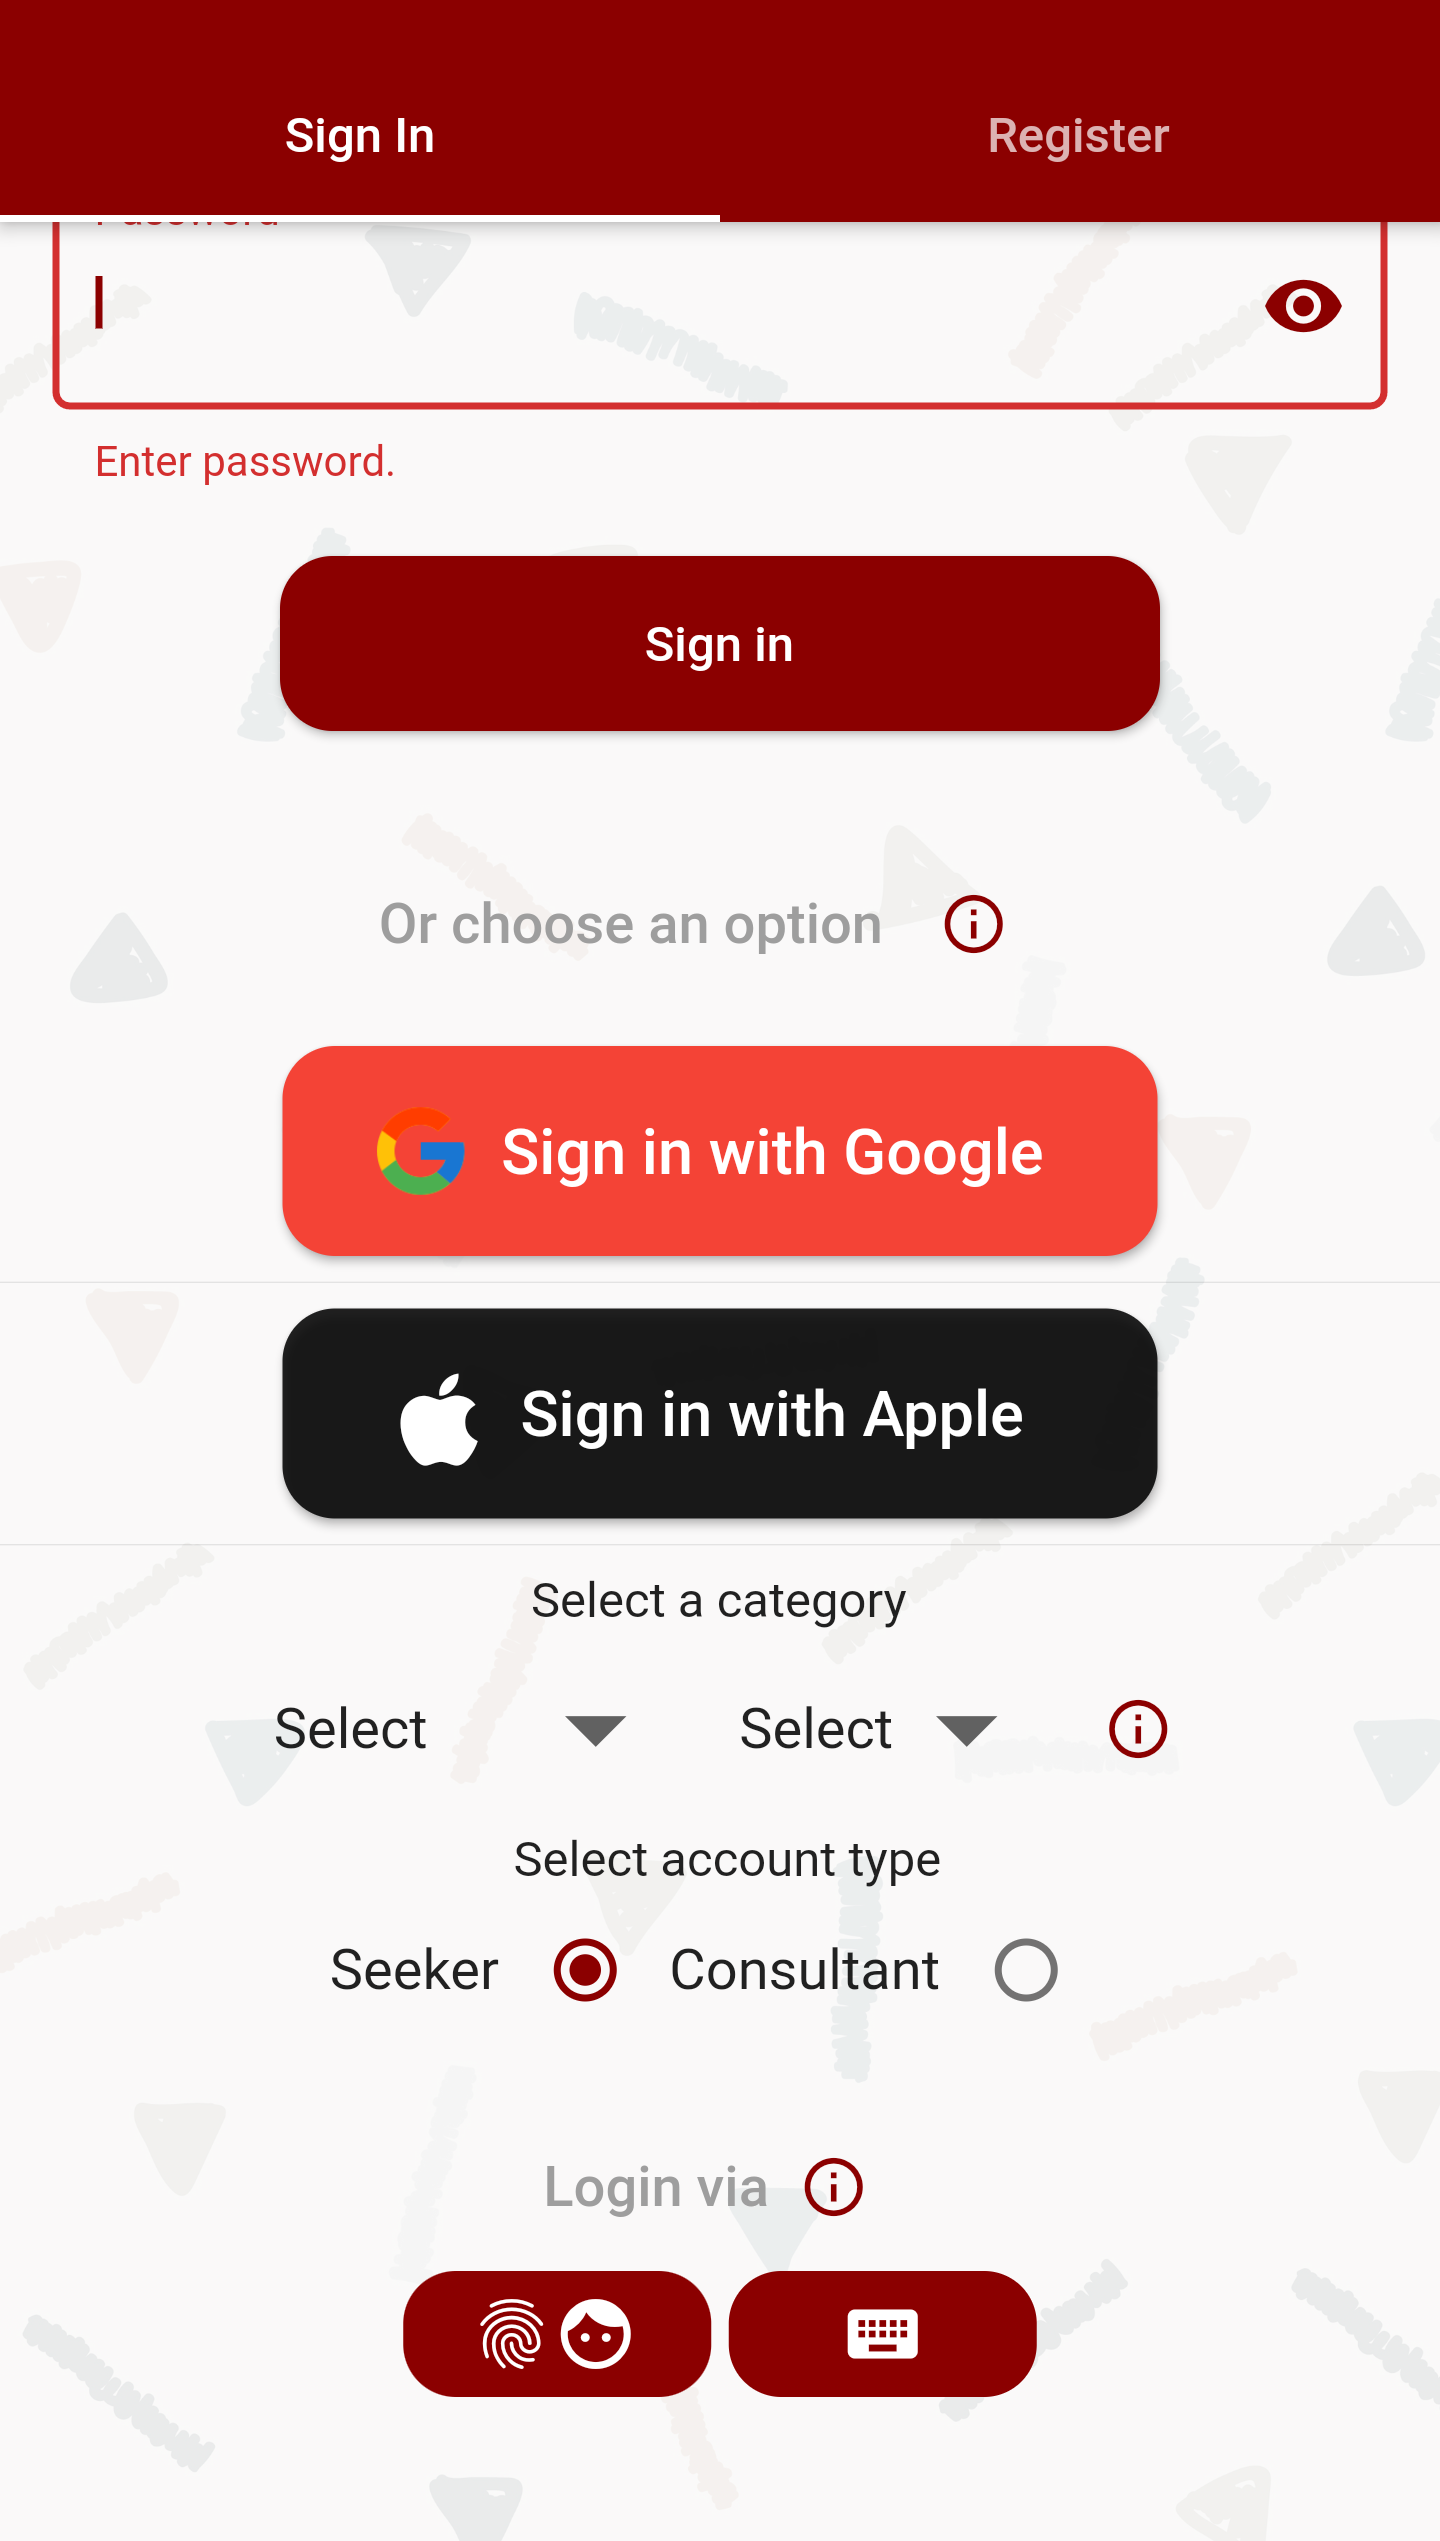 Sign In
Register
Password
Enter password.
Sign in
Or choose an option
Sign in with Google
Sign in with Apple
Select a category
Select
Select
Select account type
Seeker
Consultant
Login via